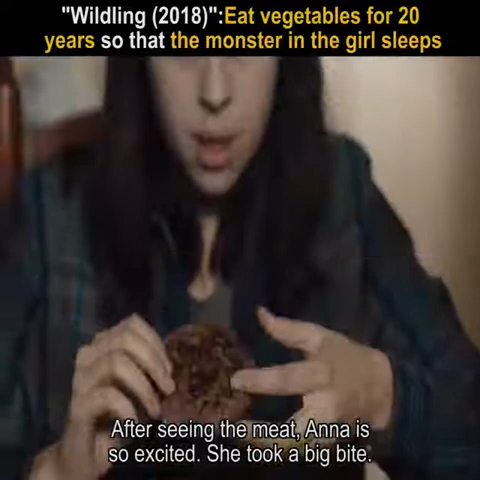 "Wildling (2018)":Eat vegetables for 20
years so that the monster in the girl sleeps
After seeing the meat, Anna is
so excited. She took a big bite.